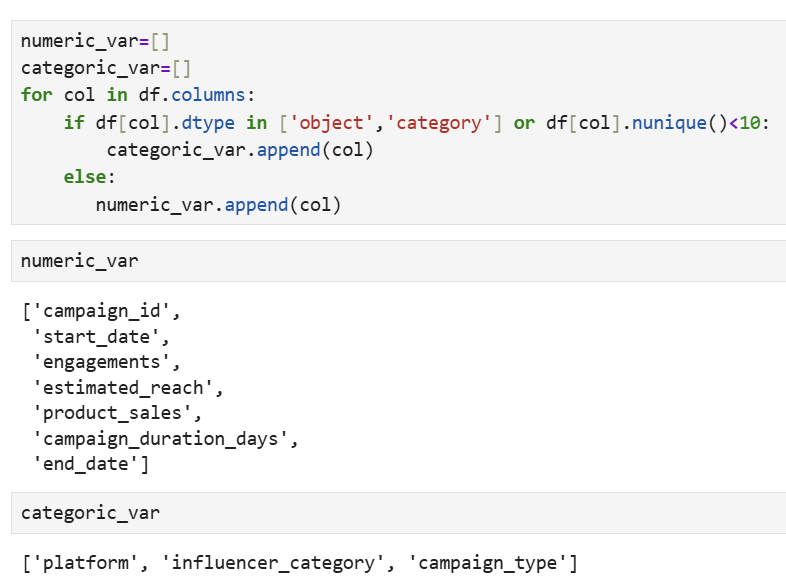 numeric_var=[]
categoric_var=[]
for col in df.columns:
    if df[col].dtype in ['object','category'] or df[col].nunique()<10:
        categoric_var.append(col)
    else:
       numeric_var.append(col)
numeric_var
['campaign_id',
 'start_date',
 'engagements',
 'estimated_reach',
 'product_sales',
 'campaign_duration_days',
 'end_date']
categoric_var
['platform', 'influencer_category', 'campaign_type']